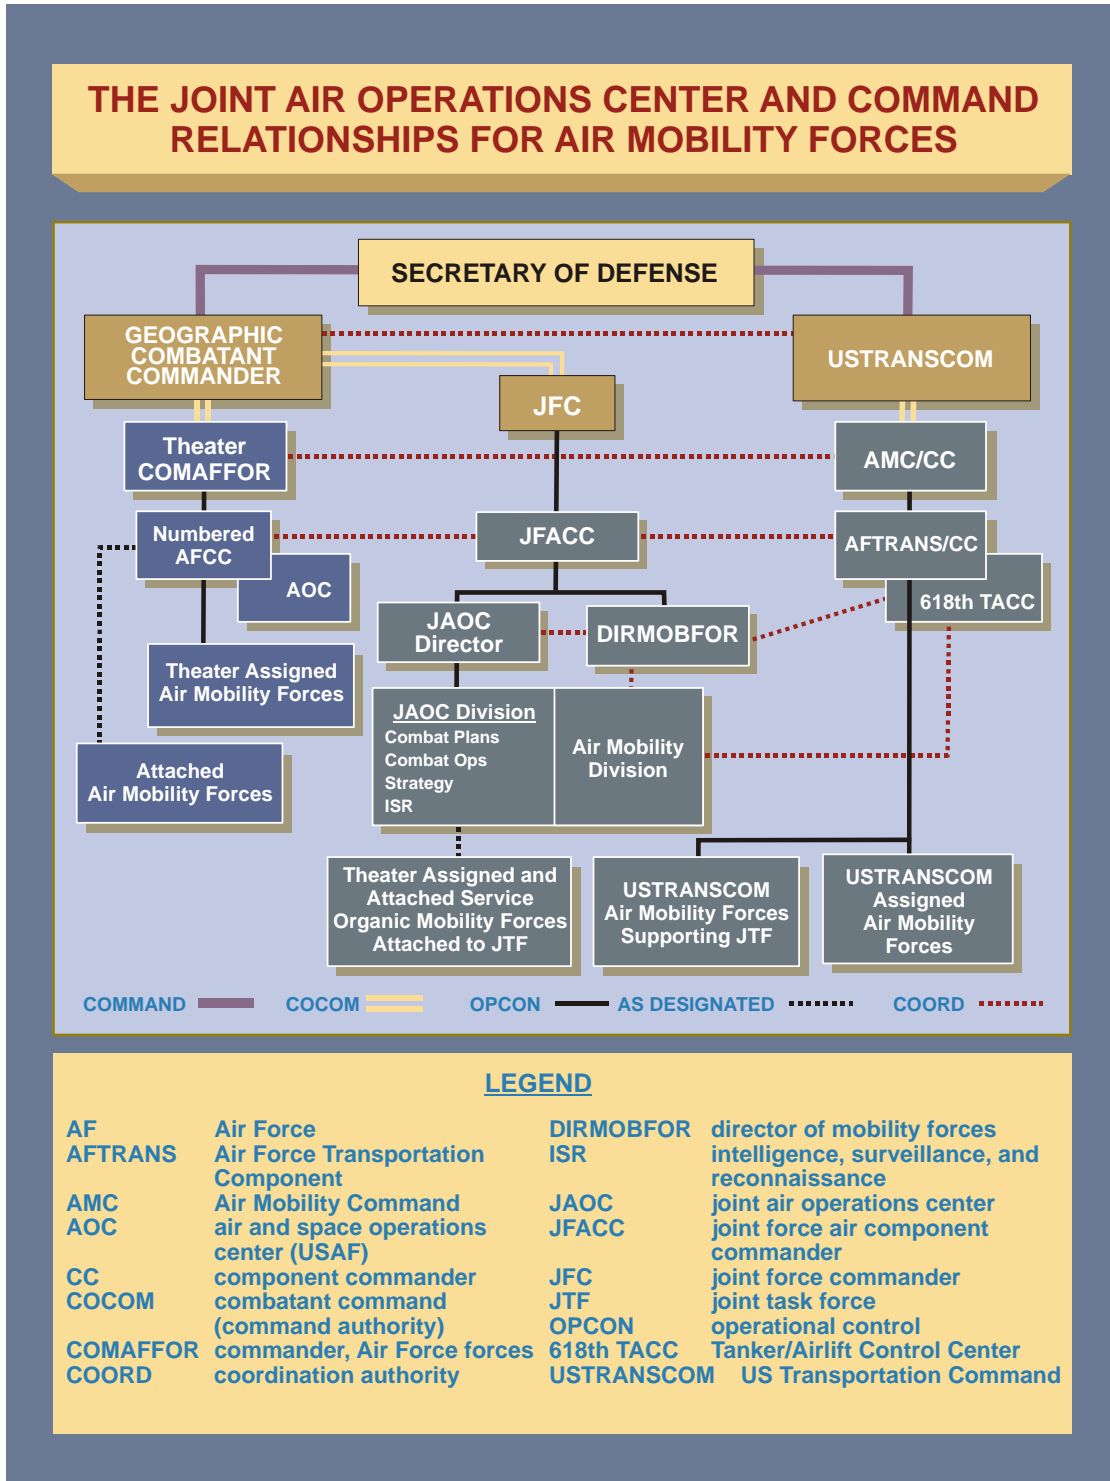 THE JOINT AIR OPERATIONS CENTER AND COMMAND
RELATIONSHIPS FOR AIR MOBILITY FORCES
SECRETARY OF DEFENSE
GEOGRAPHIC
COMBATANT
COMMANDER
USTRANSCOM
JFC
Theater
COMAFFOR
AMC/CC
Numbered
AFCC
JFACC
AFTRANS/CC
AOC
618th TACC
JAOC
Director
DIRMOBFOR
Theater Assigned
Air Mobility Forces
JAOC Division
Combat Plans
Combat Ops
Strategy
ISR
Air Mobility
Division
Attached
Air Mobility Forces
Theater Assigned and
Attached Service
Organic Mobility Forces
Attached to JTF
USTRANSCOM
Air Mobility Forces
Supporting JTF
USTRANSCOM
Assigned
Air Mobility
Forces
COMMAND
COCOM
OPCON
AS DESIGNATED
COORD
LEGEND
AF Air Force
AFTRANS Air Force Transportation
Component
AMC Air Mobility Command
AOC air and space operations
center (USAF)
CC component commander
COCOM combatant command
(command authority)
COMAFFOR commander, Air Force forces
COORD coordination authority
DIRMOBFOR director of mobility forces
ISR intelligence, surveillance, and
reconnaissance
JAOC joint air operations center
JFACC joint force air component
commander
JFC joint force commander
JTF joint task force
OPCON operational control
618th TACC Tanker/Airlift Control Center
USTRANSCOM US Transportation Command